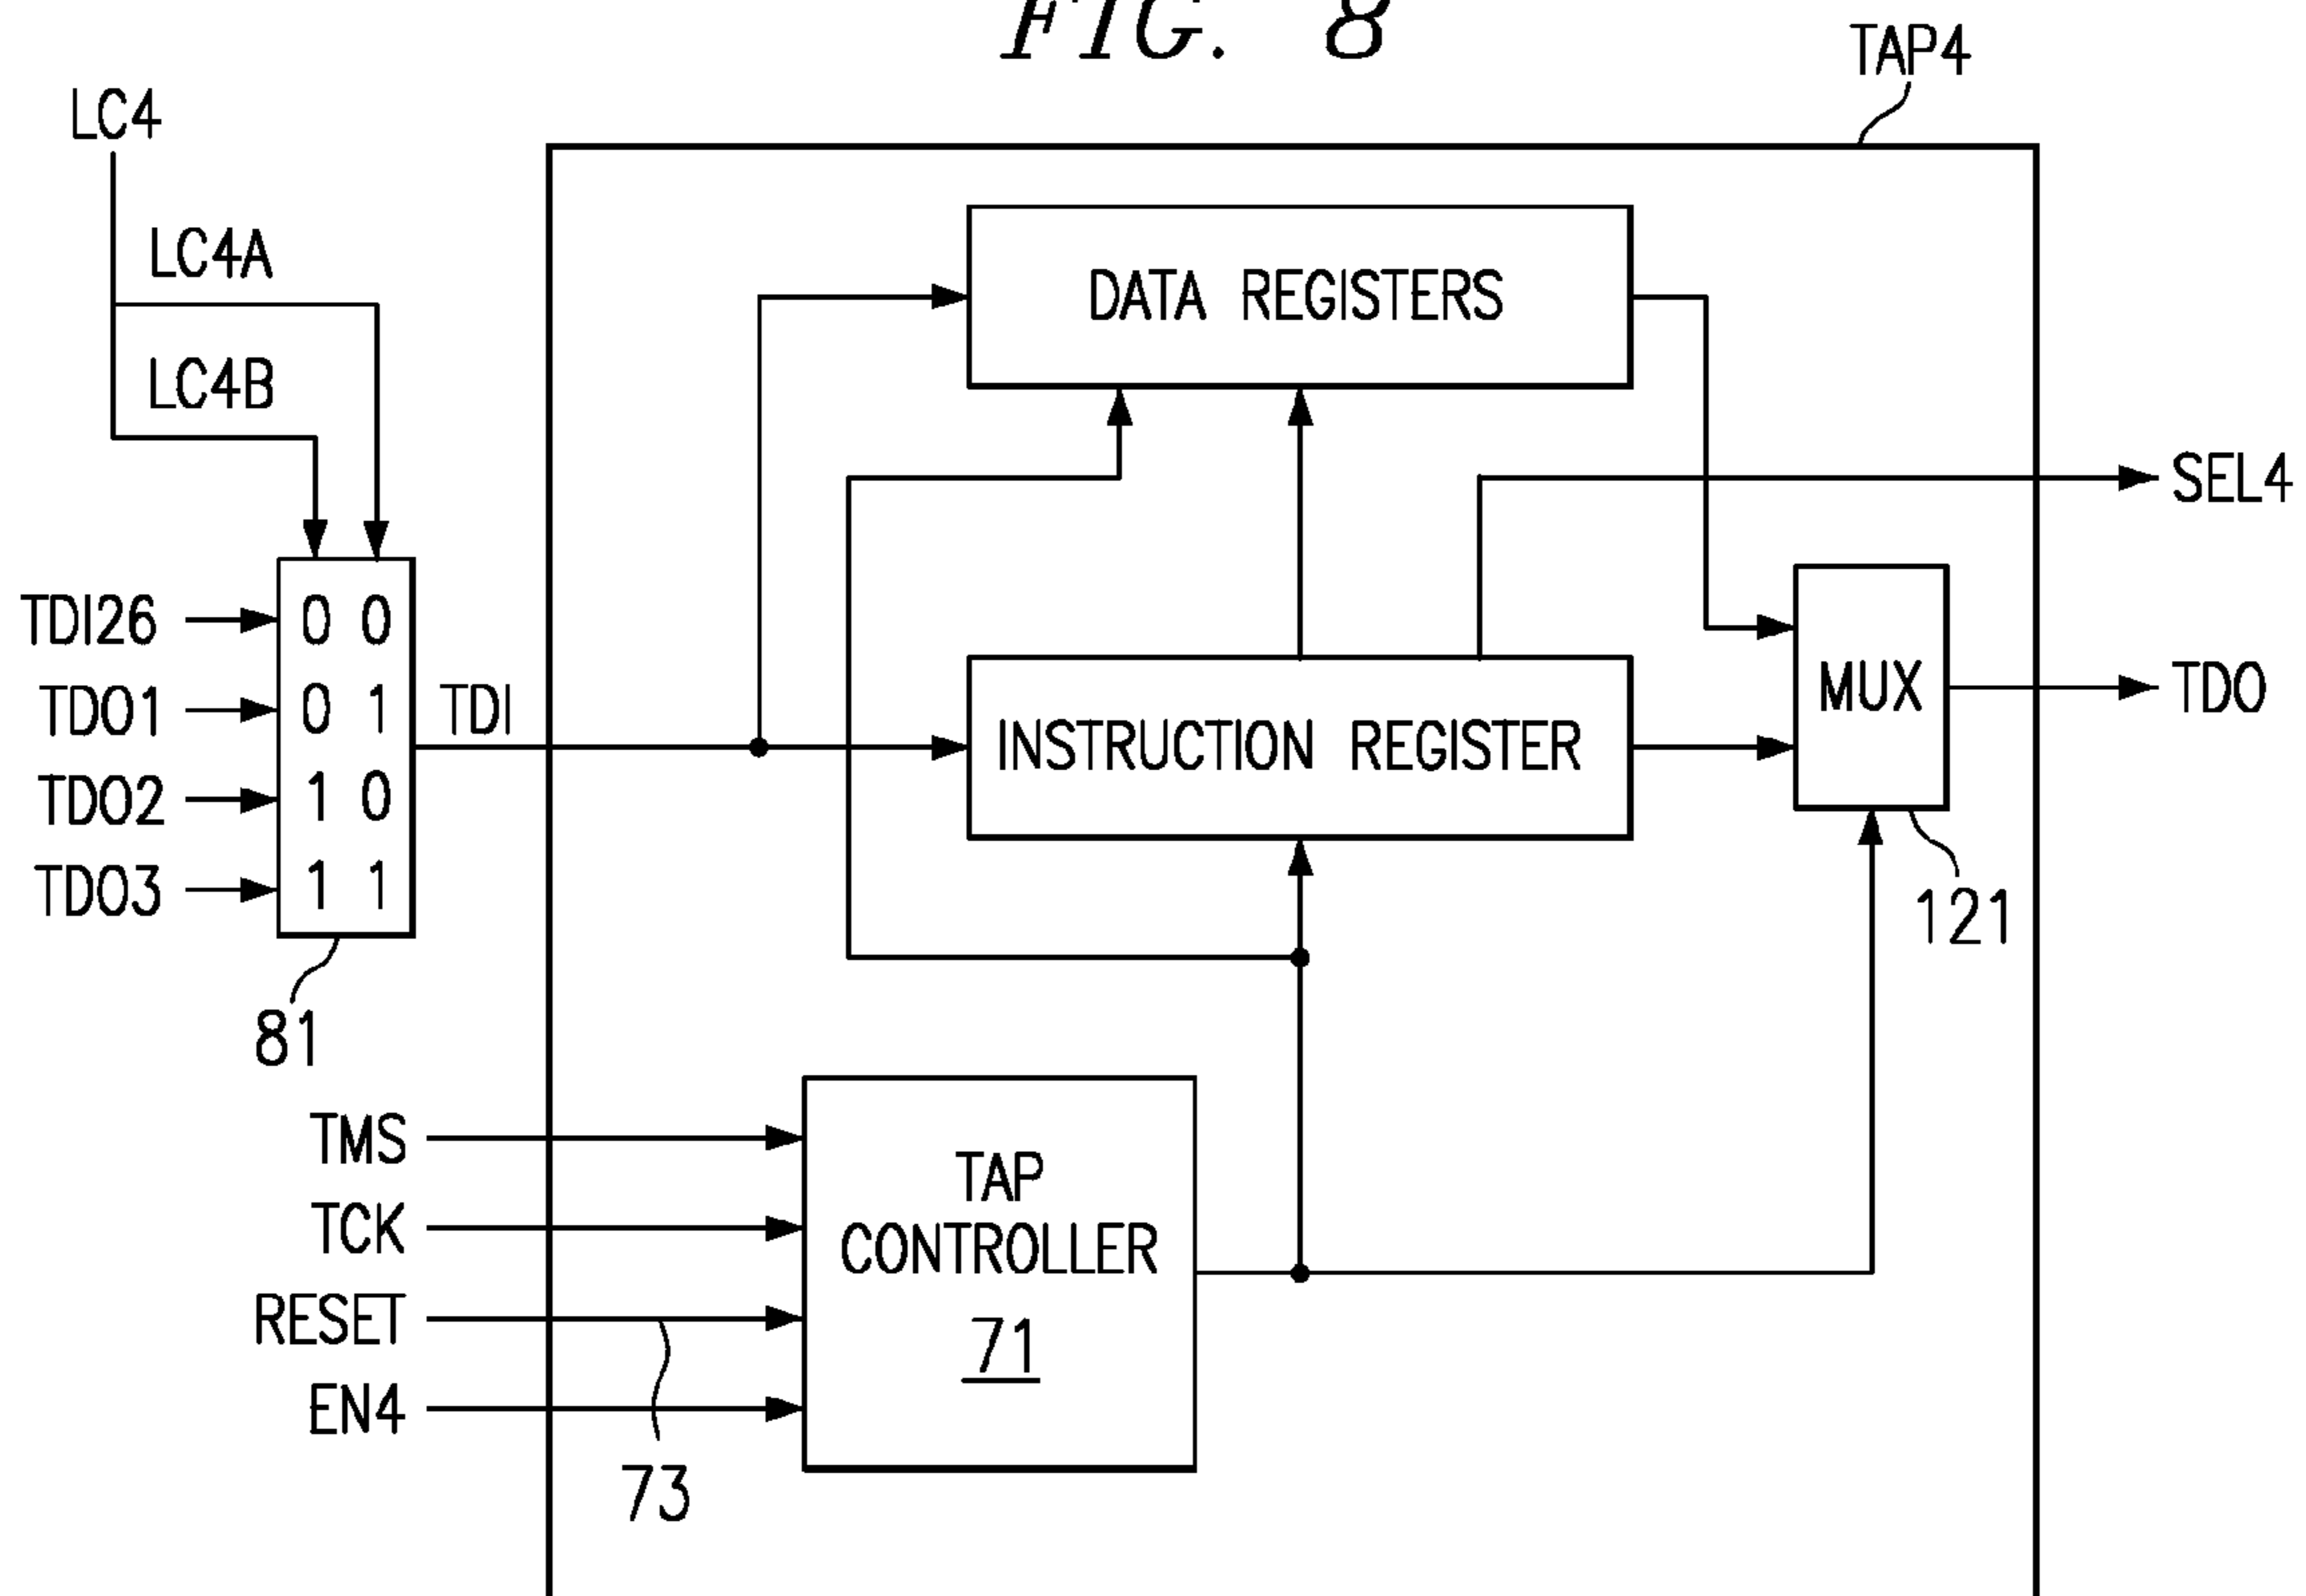 FIG. 8
TAP4
LC4
LC4A
LC4B
DATA REGISTERS
SEL4
TDI26
0 0
TDO1
0 1
TDO2
1 0
TDO3
1 1
TDI
INSTRUCTION REGISTER
MUX
TDO
121
81
TMS
TCK
RESET
EN4
TAP
CONTROLLER
71
73